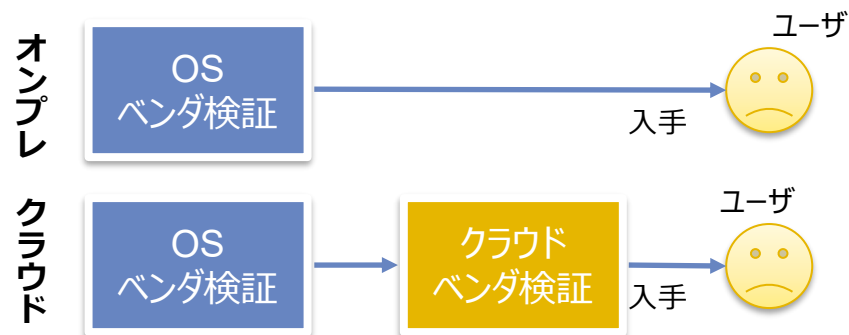 オンプレ
OS
ベンダ検証
入手
ユーザ
クラウド
OS
ベンダ検証
クラウド
ベンダ検証
入手
ユーザ